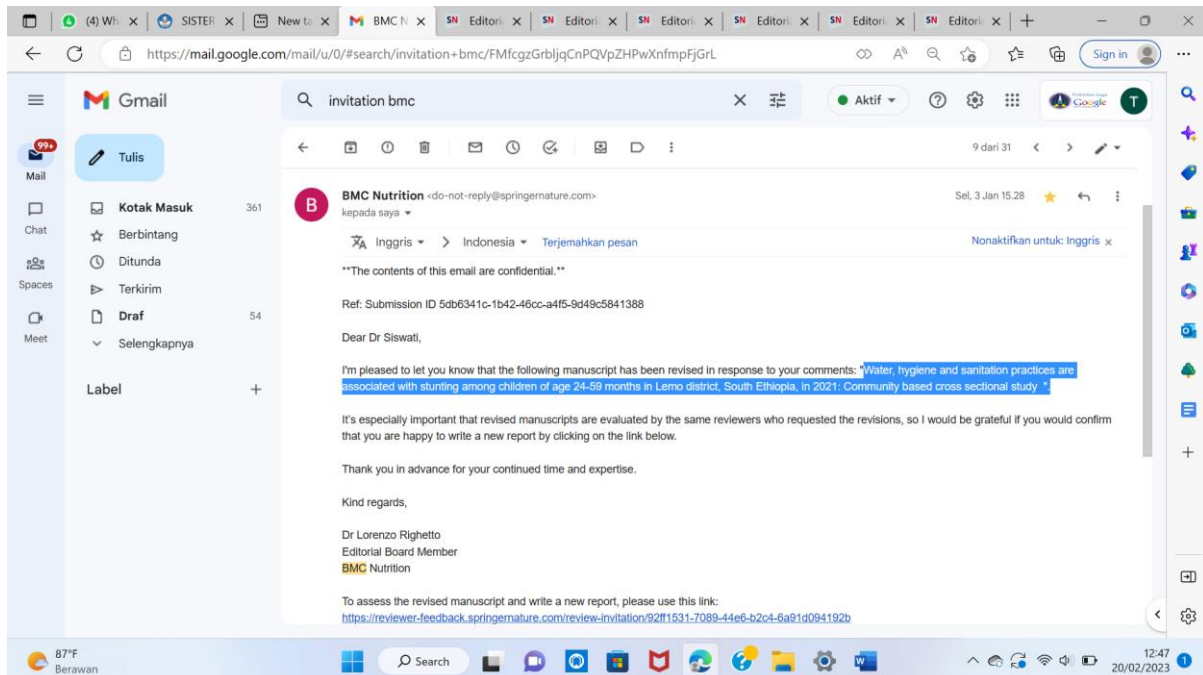 (4) Wh
SISTER
New ta
BMC N
SN Editori
SN Editori
SN Editori
SN Editori
SN Editori
SN Editori
https://mail.google.com/mail/u/0/#search/invitation+bmc/FMfcgzGrbljqCnPQVpZHPwXnfmpFjGrL
Sign in
Gmail
invitation bmc
Aktif
Google
T
99+
Mail
Chat
Spaces
Meet
Tulis
Kotak Masuk 361
Berbintang
Ditunda
Terkirim
Draf 54
Selengkapnya
Label
9 dari 31
B
BMC Nutrition <do-not-reply@springernature.com>
Sel, 3 Jan 15.28
kepada saya
Inggris > Indonesia Terjemahkan pesan
Nonaktifkan untuk: Inggris x
**The contents of this email are confidential.**
Ref: Submission ID 5db6341c-1b42-46cc-a4f5-9d49c5841388
Dear Dr Siswati,
I'm pleased to let you know that the following manuscript has been revised in response to your comments: "Water, hygiene and sanitation practices are
associated with stunting among children of age 24-59 months in Lemo district, South Ethiopia, in 2021: Community based cross sectional study ".
It's especially important that revised manuscripts are evaluated by the same reviewers who requested the revisions, so I would be grateful if you would confirm
that you are happy to write a new report by clicking on the link below.
Thank you in advance for your continued time and expertise.
Kind regards,
Dr Lorenzo Righetto
Editorial Board Member
BMC Nutrition
To assess the revised manuscript and write a new report, please use this link:
https://reviewer-feedback.springernature.com/review-invitation/92ff1531-7089-44e6-b2c4-6a91d094192b
87°F
Berawan
Search
12:47
20/02/2023
1